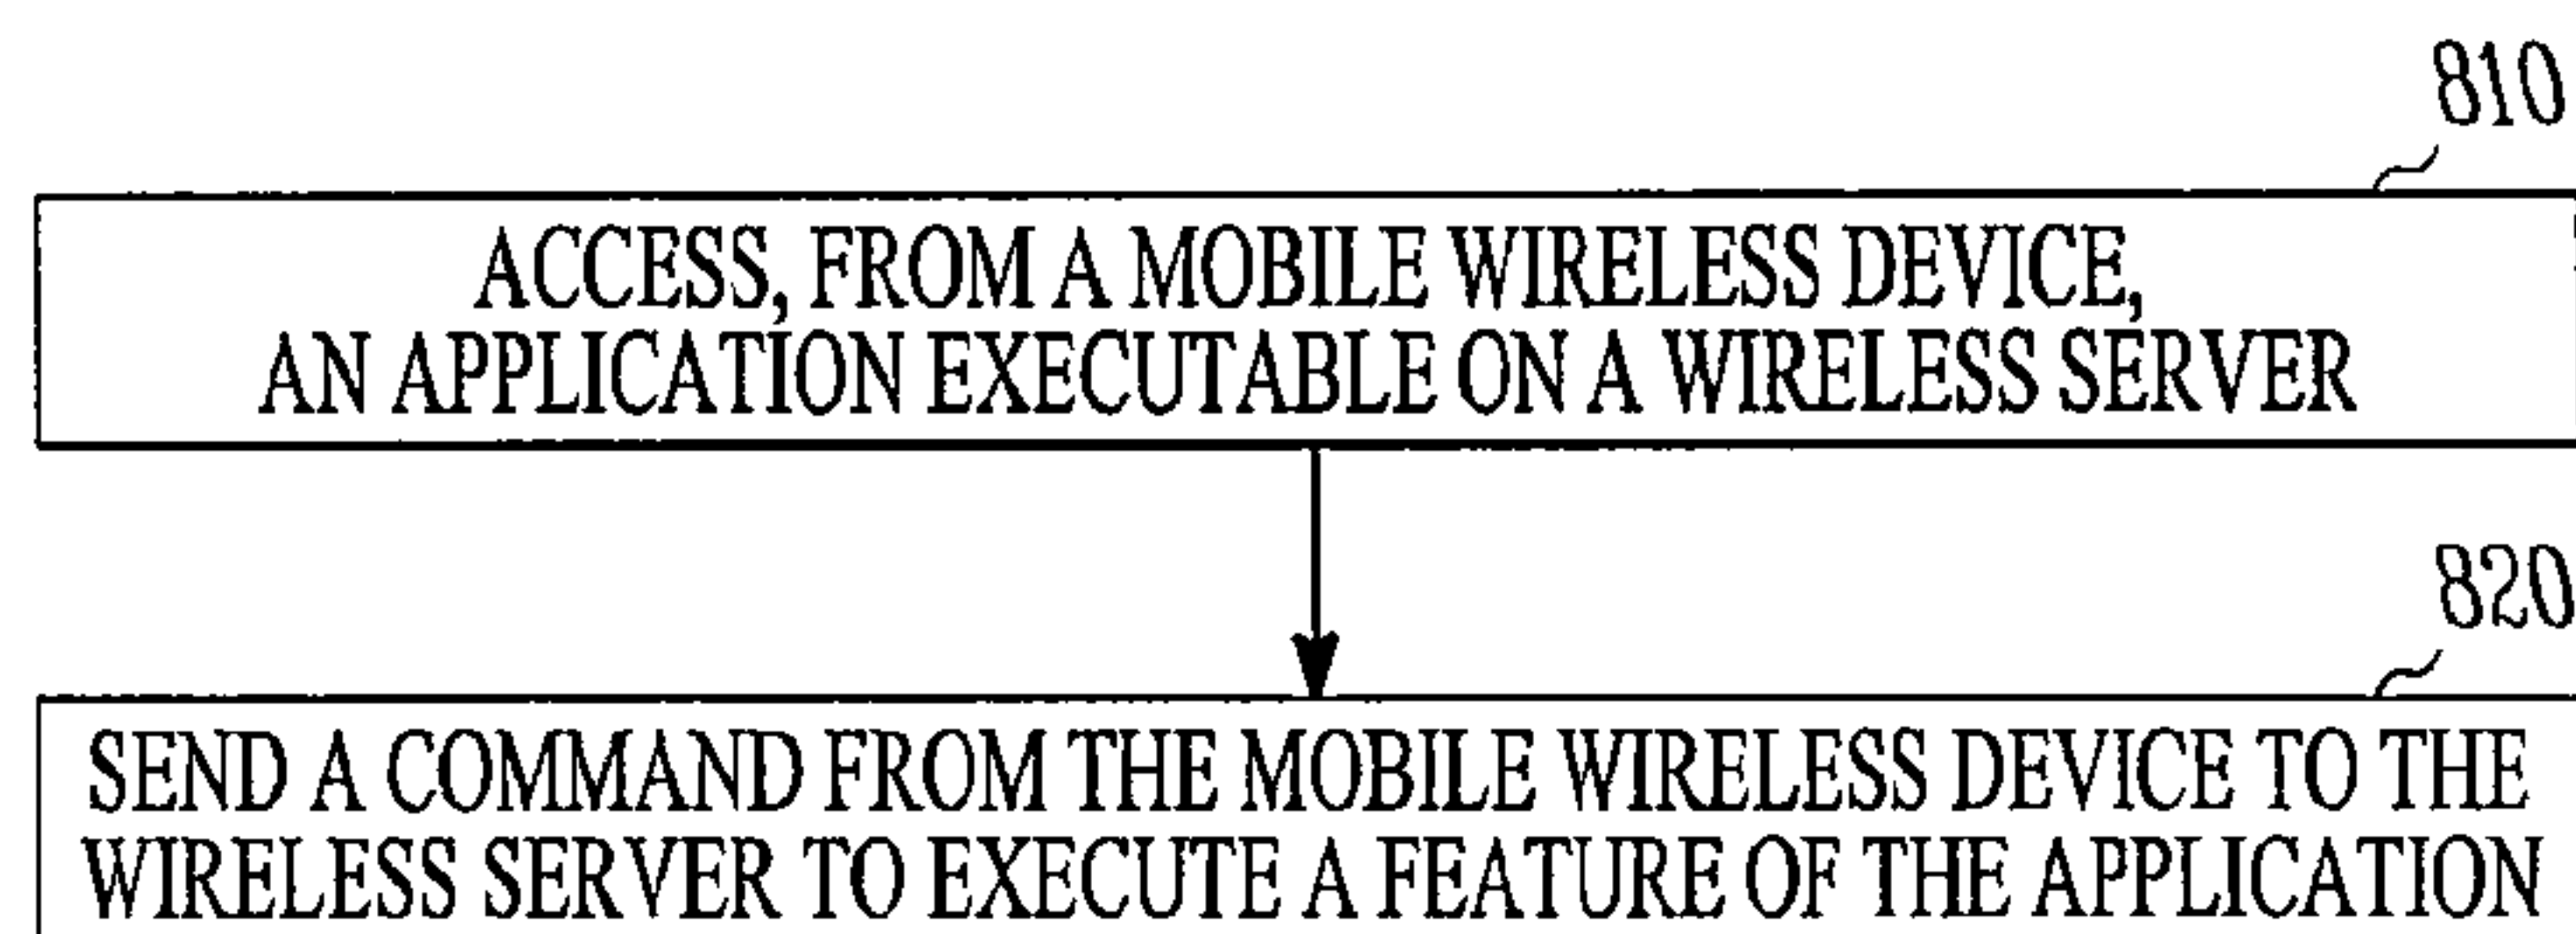 810
ACCESS, FROM A MOBILE WIRELESS DEVICE,
AN APPLICATION EXECUTABLE ON A WIRELESS SERVER
820
SEND A COMMAND FROM THE MOBILE WIRELESS DEVICE TO THE
WIRELESS SERVER TO EXECUTE A FEATURE OF THE APPLICATION